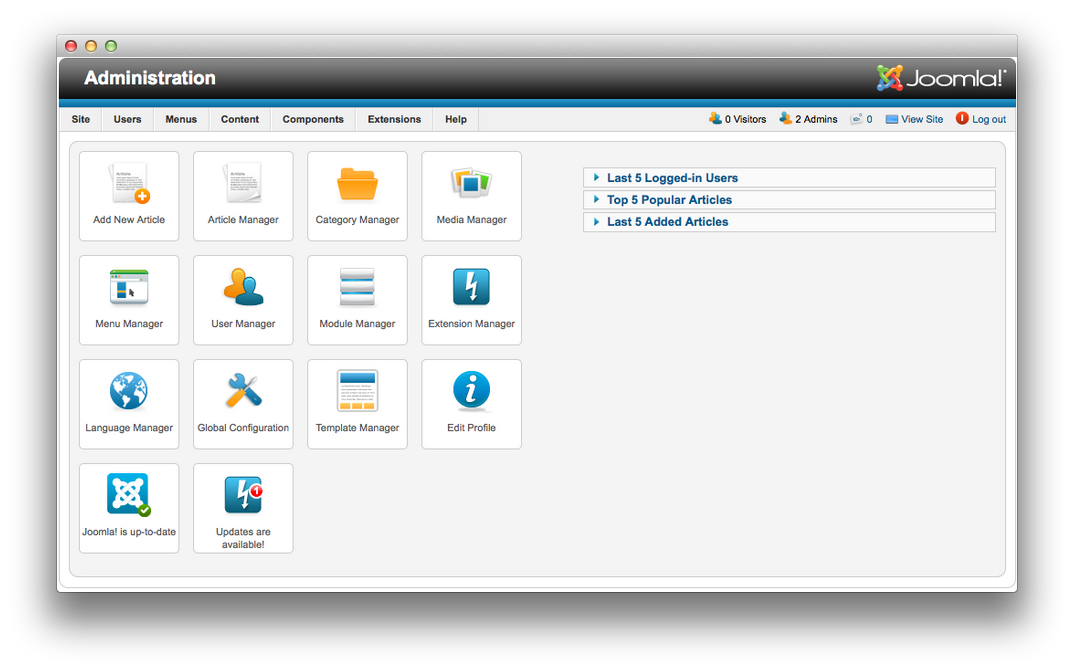 Administration
Joomla!
Site Users Menus Content Components Extensions Help 0 Visitors 2 Admins 0 View Site Log out
Add New Article Article Manager Category Manager Media Manager
Last 5 Logged-in Users
Top 5 Popular Articles
Last 5 Added Articles
Menu Manager User Manager Module Manager Extension Manager
Language Manager Global Configuration Template Manager Edit Profile
Joomla! is up-to-date
1
Updates are
available!